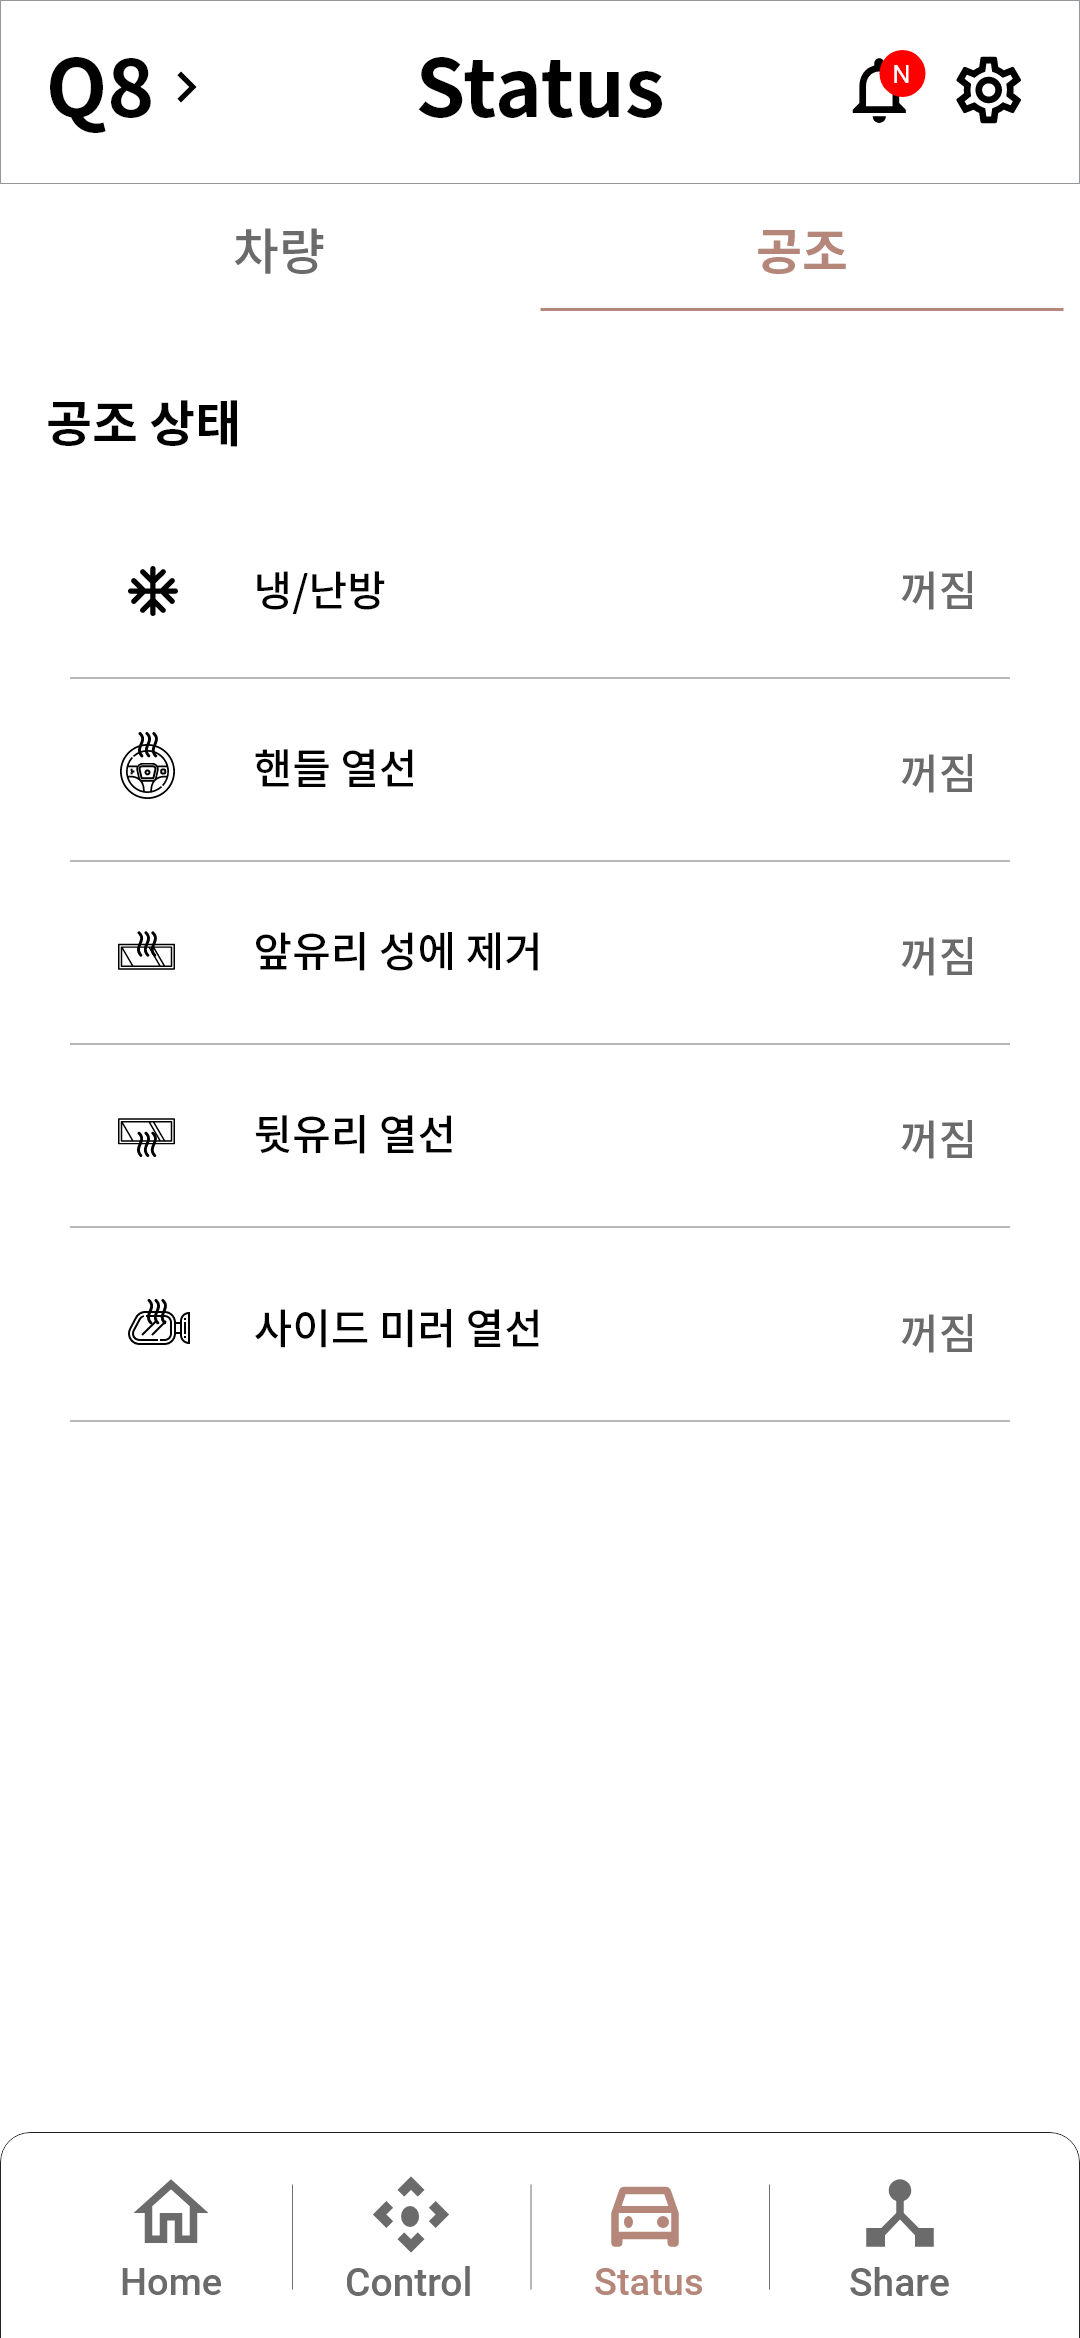 Q8 Status N
차량 공조
공조 상태
냉/난방 꺼짐
핸들 열선 꺼짐
앞유리 성에 제거 꺼짐
뒷유리 열선 꺼짐
사이드 미러 열선 꺼짐
Home Control Status Share